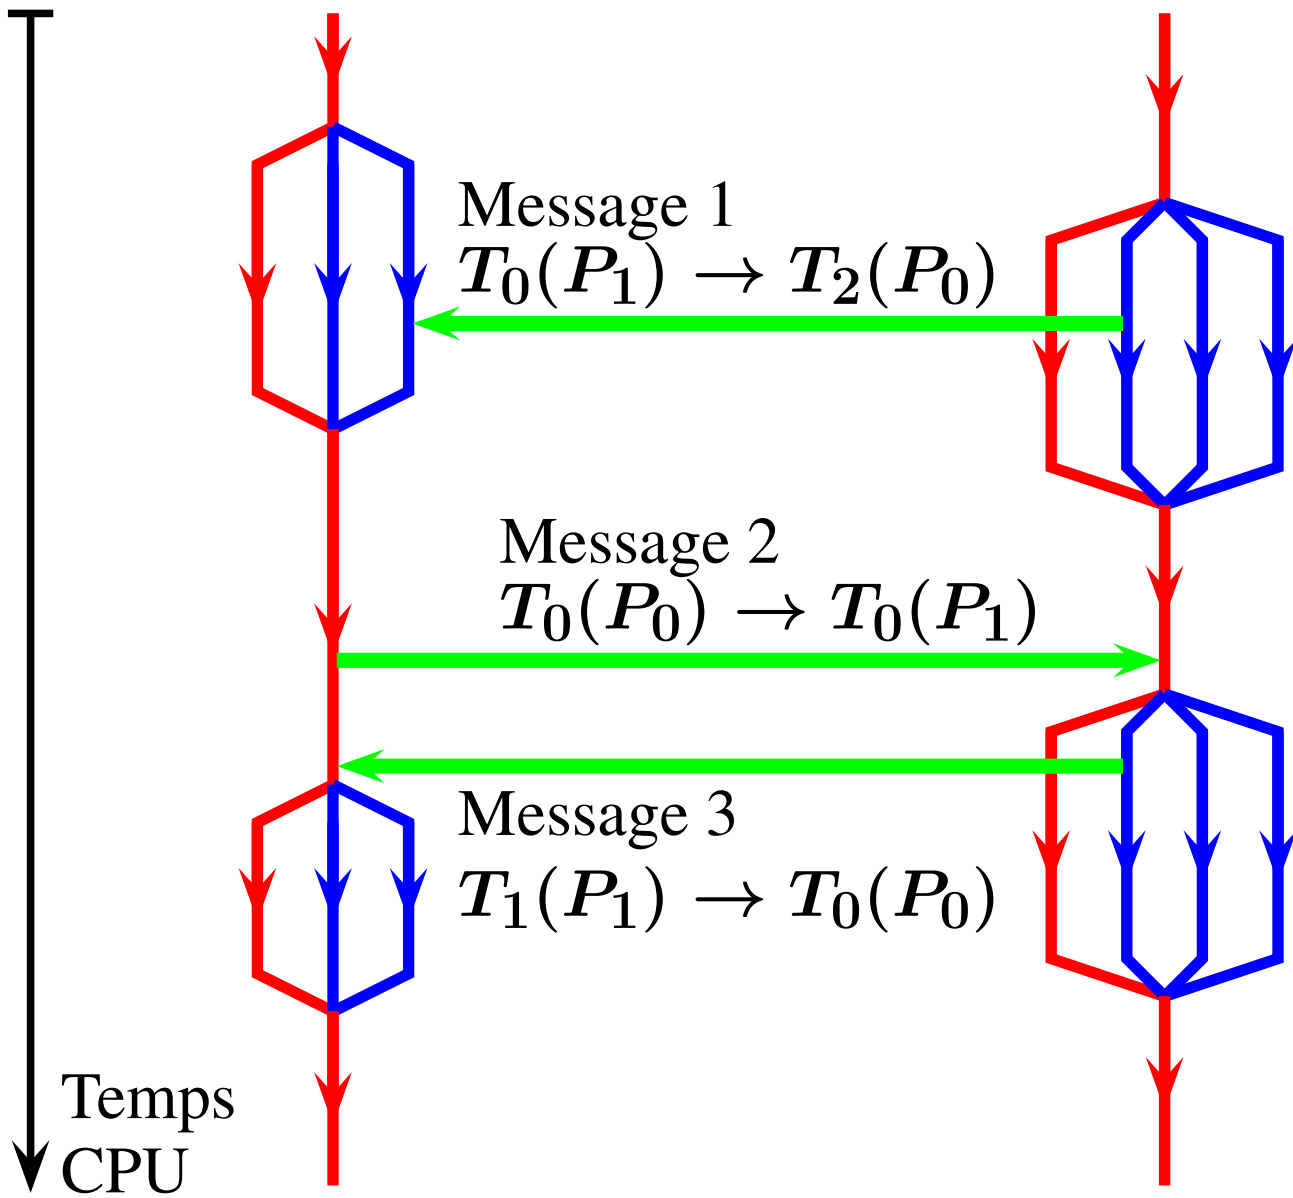 Message 1
T₀(P₁) → T₂(P₀)
Message 2
T₀(P₀) → T₀(P₁)
Message 3
T₁(P₁) → T₀(P₀)
Temps
CPU